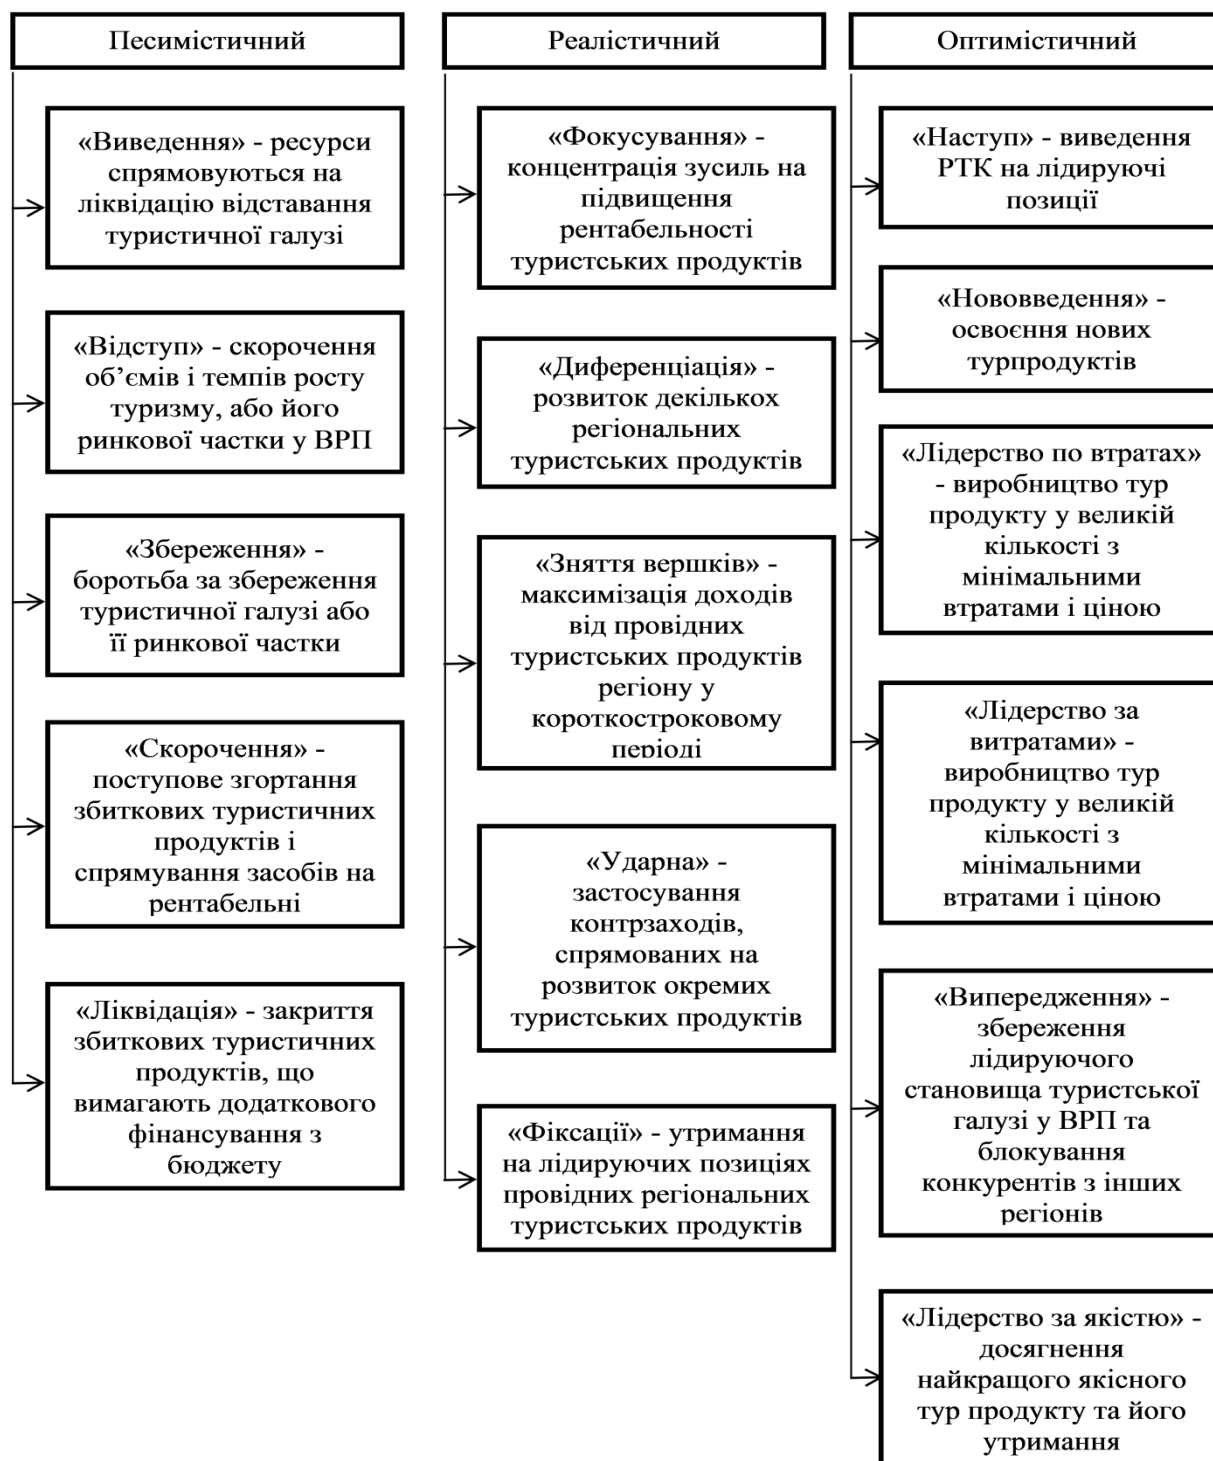 Песимістичний
«Виведення» - ресурси
спрямовуються на
ліквідацію відставання
туристичної галузі
«Відступ» - скорочення
об’ємів і темпів росту
туризму, або його
ринкової частки у ВРП
«Збереження» -
боротьба за збереження
туристичної галузі або
її ринкової частки
«Скорочення» -
поступове згортання
збиткових туристичних
продуктів і
спрямування засобів на
рентабельні
«Ліквідація» - закриття
збиткових туристичних
продуктів, що
вимагають додаткового
фінансування з
бюджету
Реалістичний
«Фокусування» -
концентрація зусиль на
підвищення
рентабельності
туристських продуктів
«Диференціація» -
розвиток декількох
регіональних
туристських продуктів
«Зняття вершків» -
максимізація доходів
від провідних
туристських продуктів
регіону у
короткостроковому
періоді
«Ударна» -
застосування
контрзаходів,
спрямованих на
розвиток окремих
туристських продуктів
«Фіксації» - утримання
на лідируючих позиціях
провідних регіональних
туристських продуктів
Оптимістичний
«Наступ» - виведення
РТК на лідируючі
позиції
«Нововведення» -
освоєння нових
турпродуктів
«Лідерство по втратах»
- виробництво тур
продукту у великій
кількості з
мінімальними
втратами і ціною
«Лідерство за
витратами» -
виробництво тур
продукту у великій
кількості з
мінімальними
втратами і ціною
«Випередження» -
збереження
лідируючого
становища туристської
галузі у ВРП та
блокування
конкурентів з інших
регіонів
«Лідерство за якістю» -
досягнення
найкращого якісного
тур продукту та його
утримання